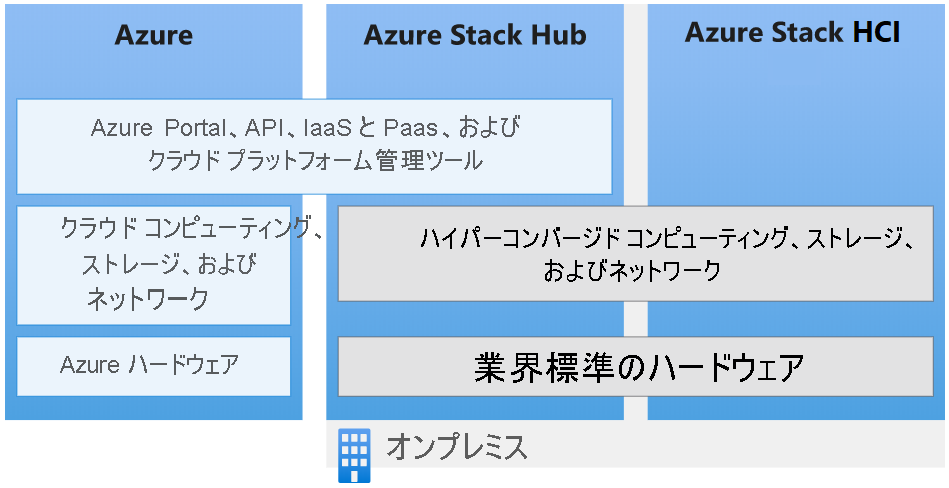 Azure
Azure Stack Hub
Azure Stack HCI
Azure Portal、API、IaaS と Paas、および
クラウド プラットフォーム管理ツール
クラウド コンピューティング、
ストレージ、および
ネットワーク
ハイパーコンバージド コンピューティング、ストレージ、
およびネットワーク
Azure ハードウェア
業界標準のハードウェア
オンプレミス